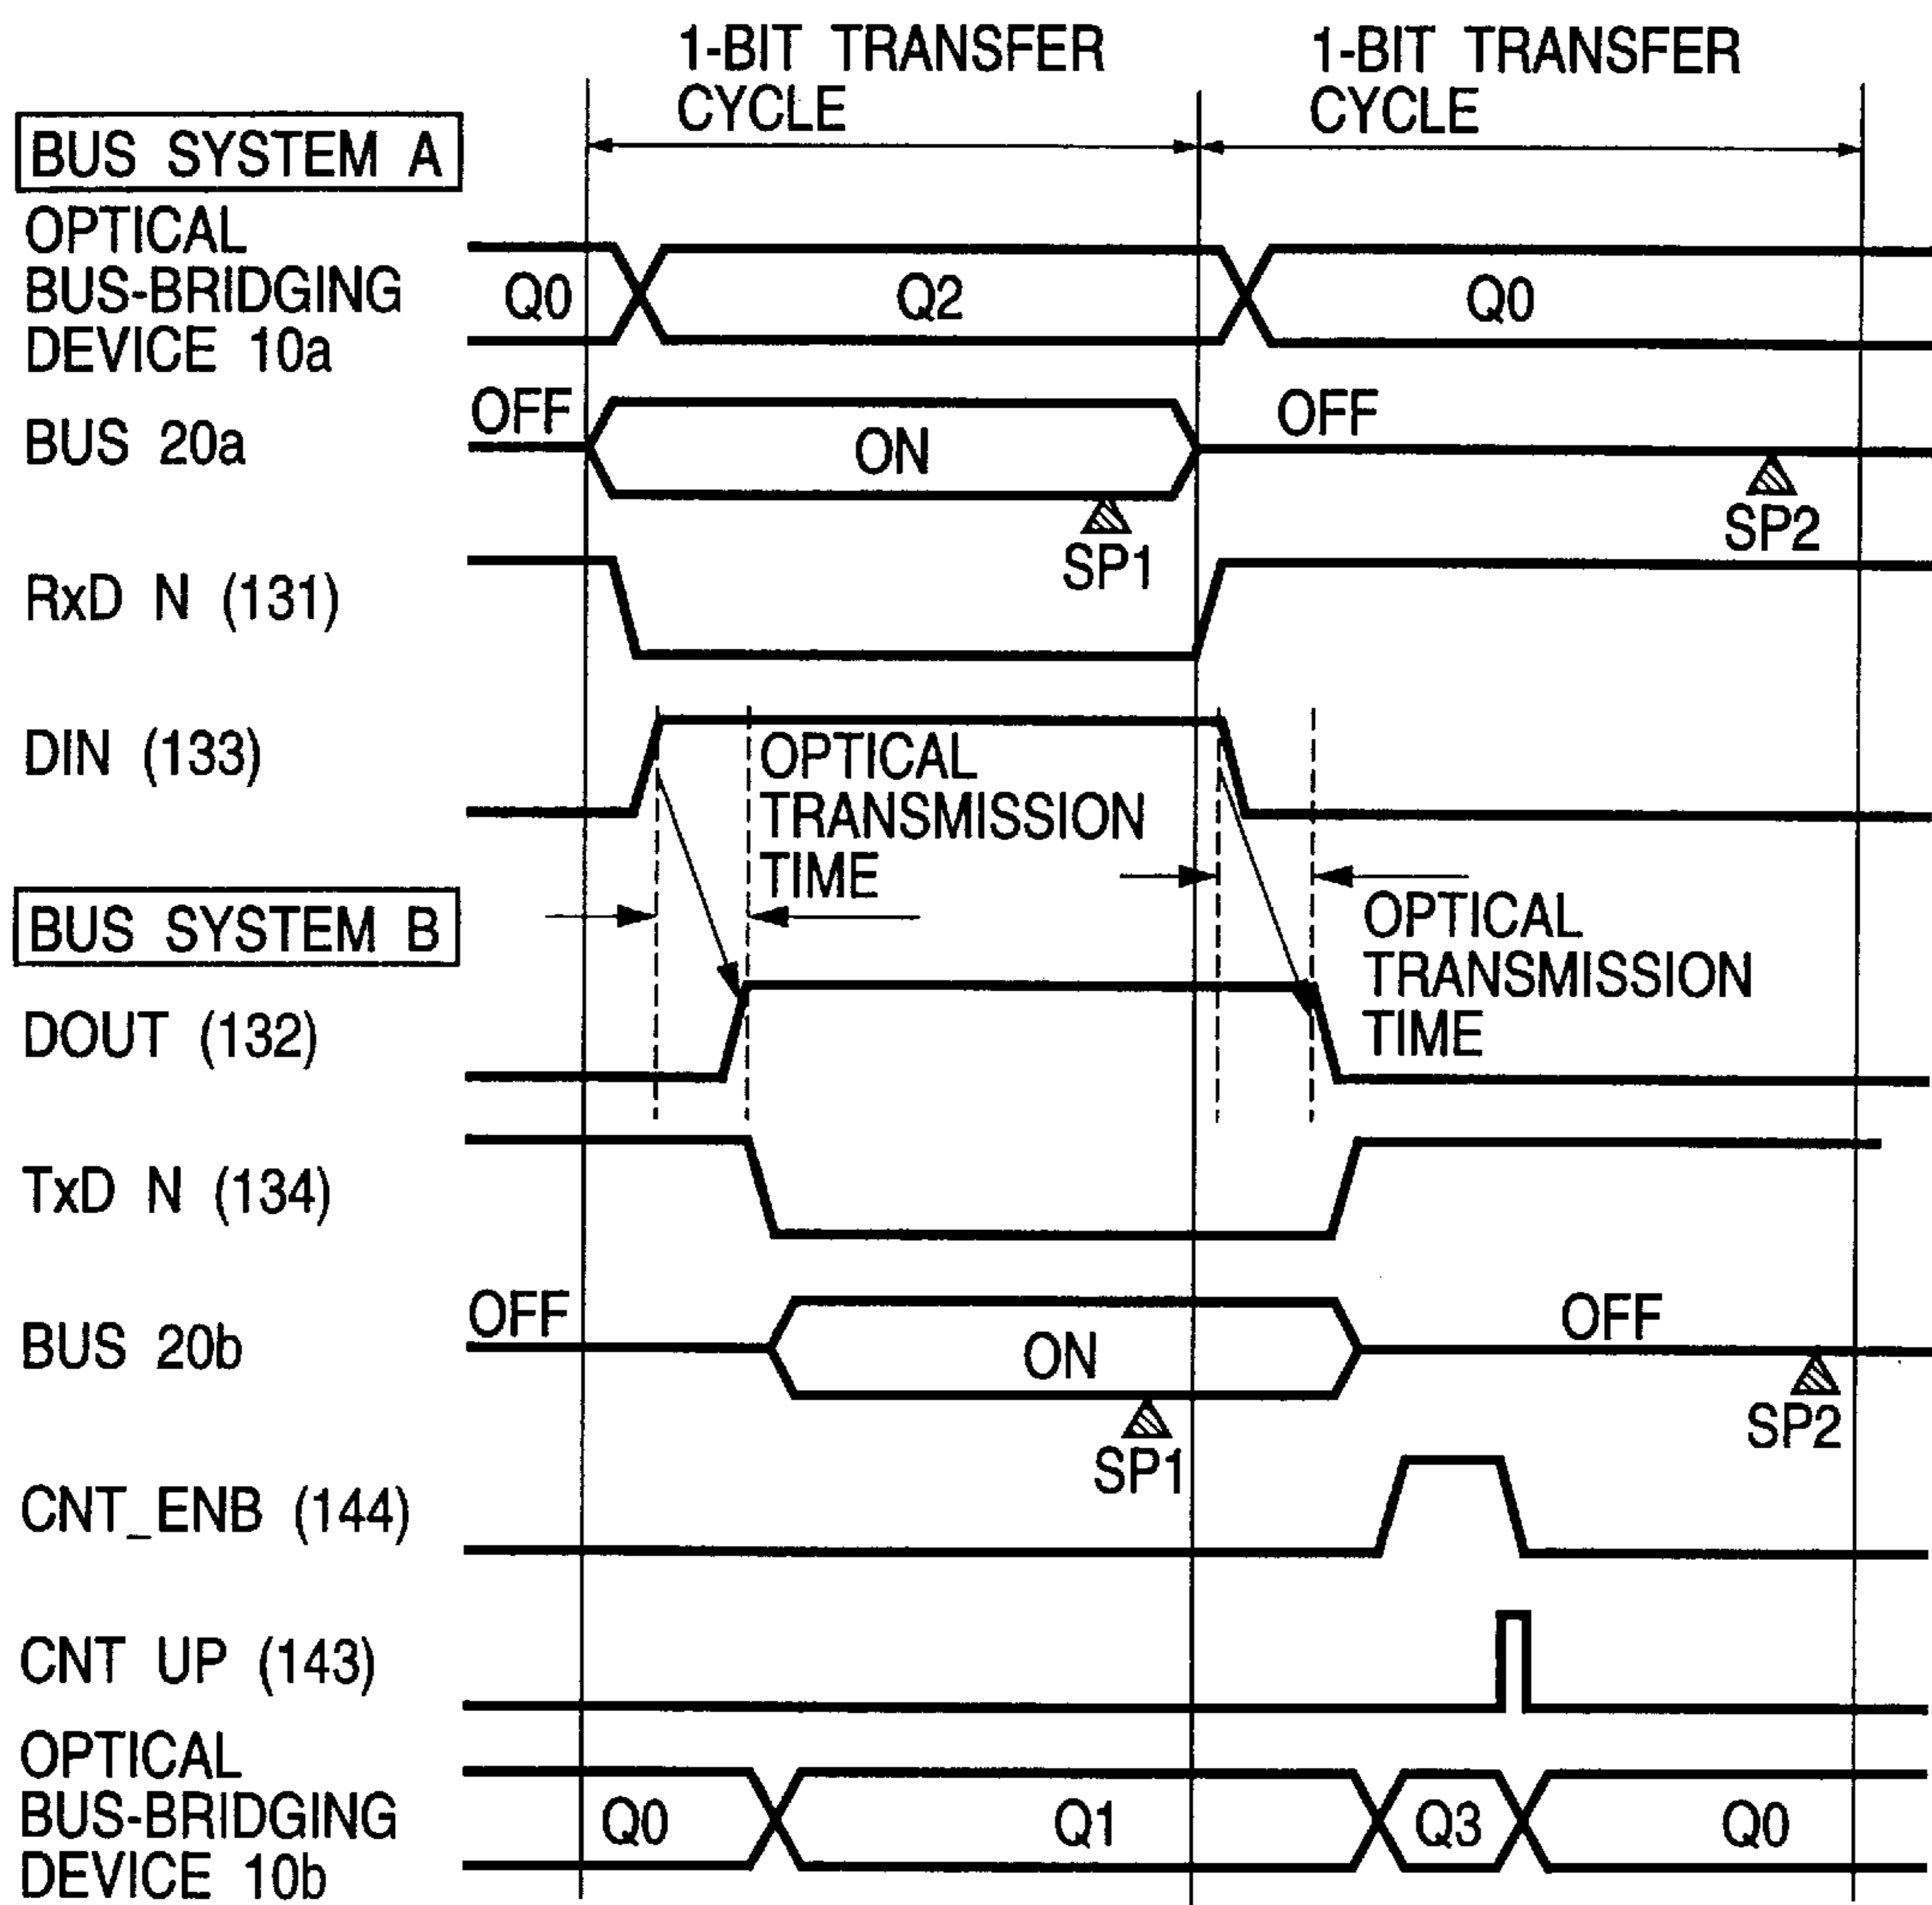 1-BIT TRANSFER
CYCLE
1-BIT TRANSFER
CYCLE
BUS SYSTEM A
OPTICAL
BUS-BRIDGING
DEVICE 10a
Q0
Q2
Q0
BUS 20a
OFF
ON
OFF
SP1
SP2
RxD N (131)
DIN (133)
OPTICAL
TRANSMISSION
TIME
BUS SYSTEM B
OPTICAL
TRANSMISSION
TIME
DOUT (132)
TxD N (134)
BUS 20b
OFF
ON
OFF
SP1
SP2
CNT_ENB (144)
CNT UP (143)
OPTICAL
BUS-BRIDGING
DEVICE 10b
Q0
Q1
Q3
Q0